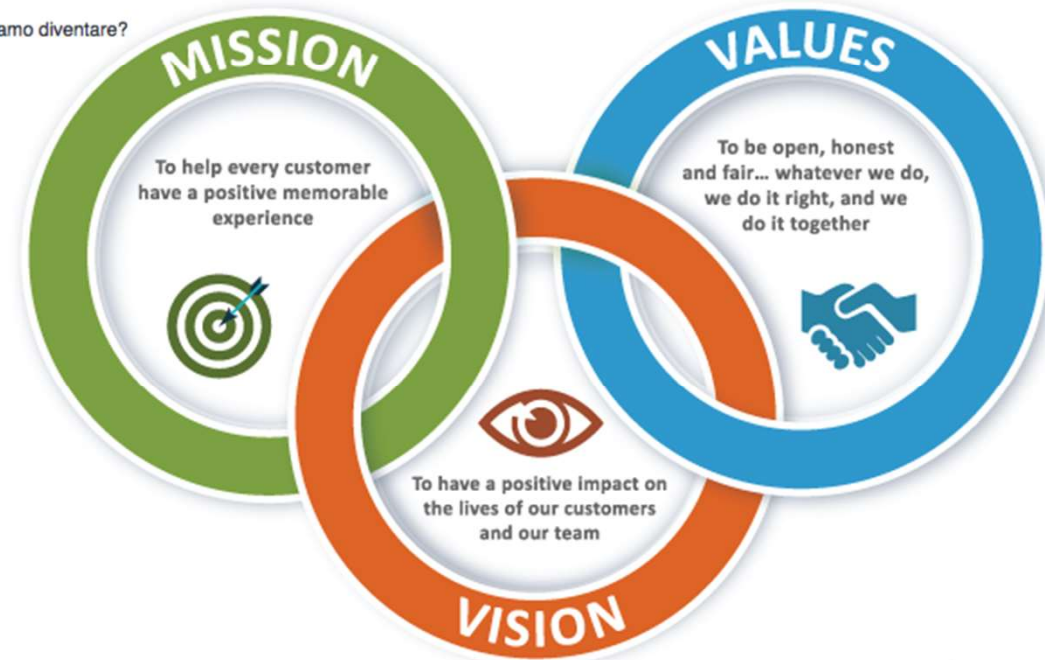 amo diventare?
MISSION
To help every customer
have a positive memorable
experience
VALUES
To be open, honest
and fair... whatever we do,
we do it right, and we
do it together
To have a positive impact on
the lives of our customers
and our team
VISION